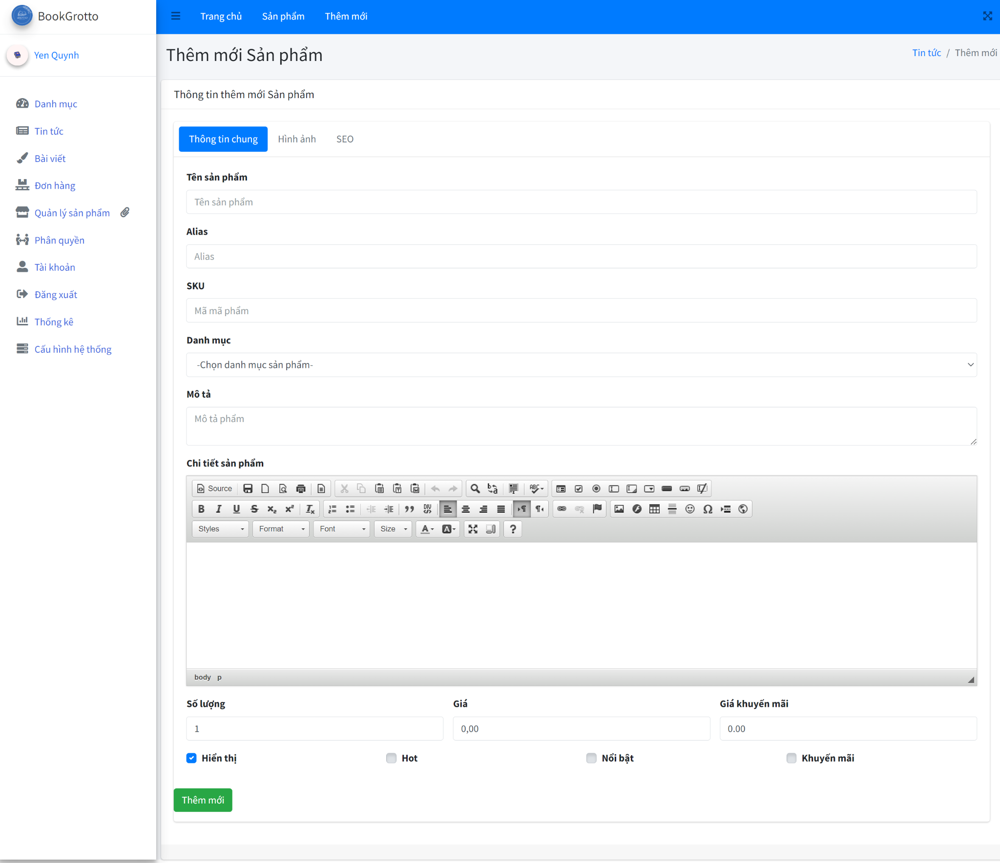 BookGrotto
Trang chủ Sản phẩm Thêm mới
Yen Quynh
Danh mục
Tin tức
Bài viết
Đơn hàng
Quản lý sản phẩm
Phân quyền
Tài khoản
Đăng xuất
Thống kê
Cấu hình hệ thống
Thêm mới Sản phẩm
Tin tức / Thêm mới
Thông tin thêm mới Sản phẩm
Thông tin chung Hình ảnh SEO
Tên sản phẩm
Tên sản phẩm
Alias
Alias
SKU
Mã mã phẩm
Danh mục
-Chọn danh mục sản phẩm-
Mô tả
Mô tả phẩm
Chi tiết sản phẩm
Source
Styles Format Font Size
body p
Số lượng Giá Giá khuyến mãi
1 0,00 0.00
Hiển thị Hot Nổi bật Khuyến mãi
Thêm mới